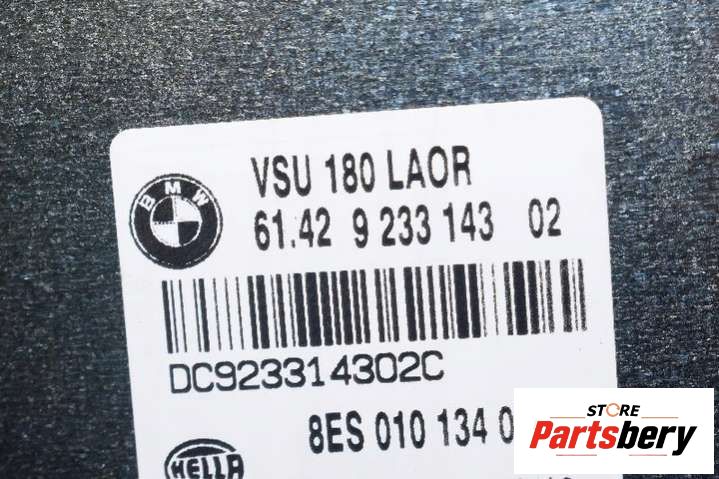 BMW
VSU 180 LAOR
61.42 9 233 143 02
DC923314302C
8ES 010 134 0
HELLA
STORE
Partsbery